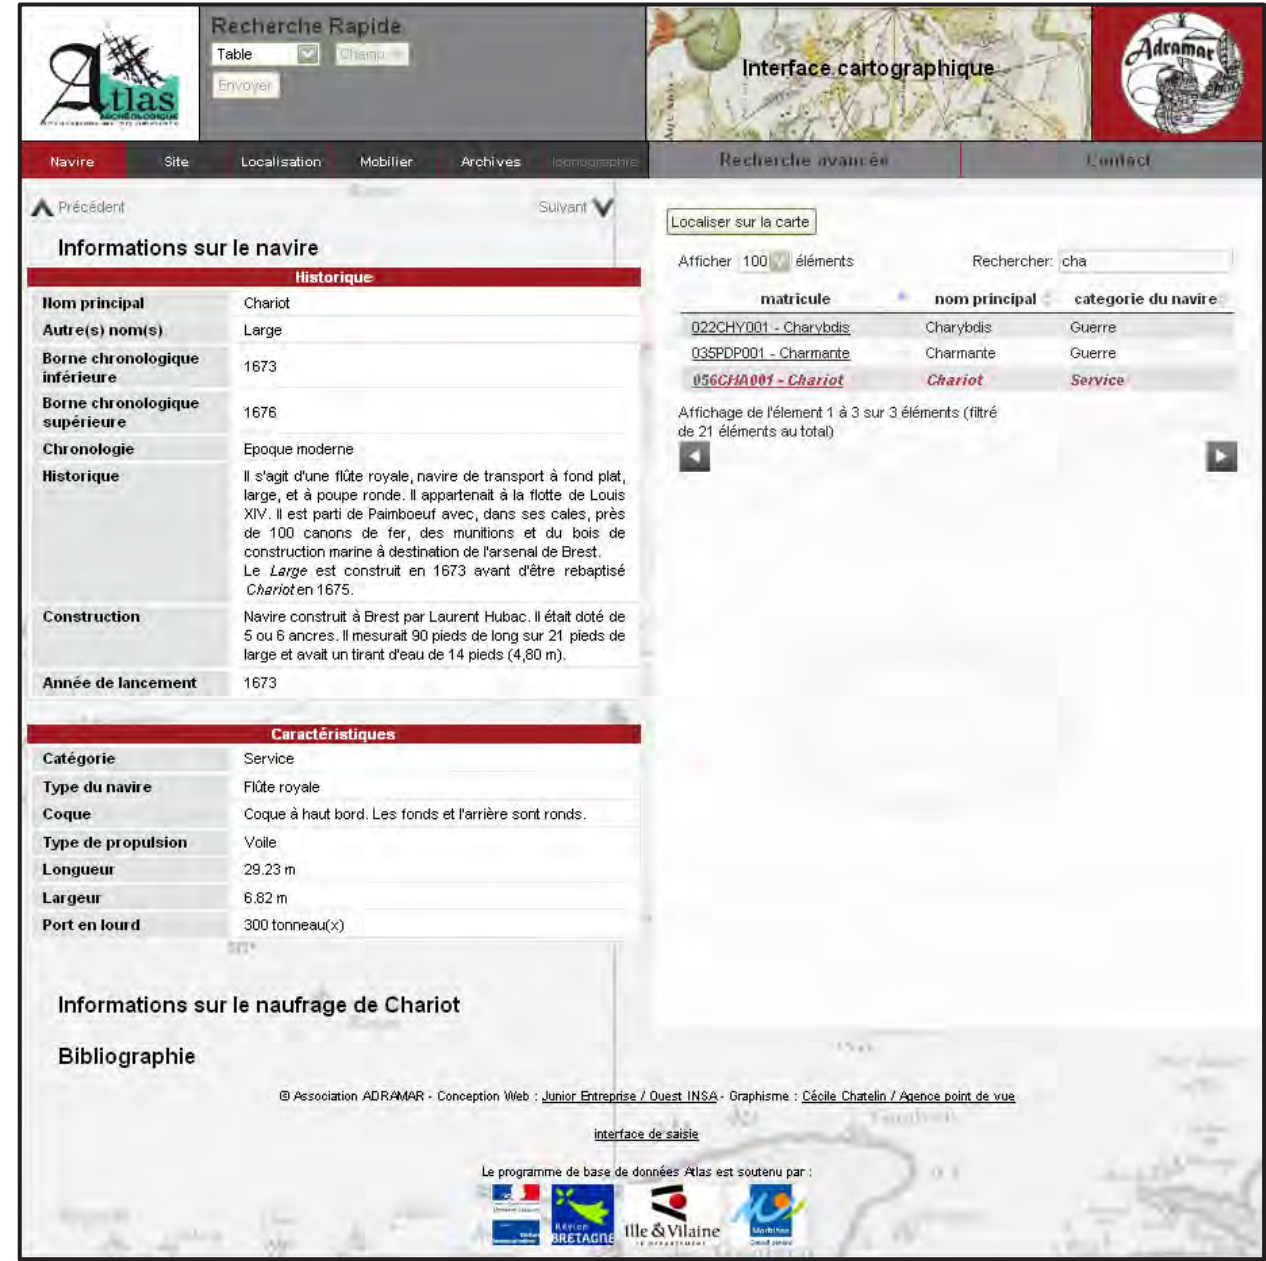 Recherche Rapide
Table
Champ
Envoyer
Atlas
ARCHÉOLOGIQUE
Interface cartographique
Adramar
Navire Site Localisation Mobilier Archives Iconographie Recherche avancée Contact
Précédent Suivant
Informations sur le navire
Historique
Nom principal Chariot
Autre(s) nom(s) Large
Borne chronologique
inférieure 1673
Borne chronologique
supérieure 1676
Chronologie Epoque moderne
Historique Il s'agit d'une flûte royale, navire de transport à fond plat,
large, et à poupe ronde. Il appartenait à la flotte de Louis
XIV. Il est parti de Paimboeuf avec, dans ses cales, près
de 100 canons de fer, des munitions et du bois de
construction marine à destination de l'arsenal de Brest.
Le Large est construit en 1673 avant d'être rebaptisé
Chariot en 1675.
Construction Navire construit à Brest par Laurent Hubac. Il était doté de
5 ou 6 ancres. Il mesurait 90 pieds de long sur 21 pieds de
large et avait un tirant d'eau de 14 pieds (4,80 m).
Année de lancement 1673
Caractéristiques
Catégorie Service
Type du navire Flûte royale
Coque Coque à haut bord. Les fonds et l'arrière sont ronds.
Type de propulsion Voile
Longueur 29.23 m
Largeur 6.82 m
Port en lourd 300 tonneau(x)
Informations sur le naufrage de Chariot
Bibliographie
Localiser sur la carte
Afficher 100 éléments Rechercher: cha
matricule nom principal categorie du navire
022CHY001 - Charybdis Charybdis Guerre
035PDP001 - Charmante Charmante Guerre
056CHA001 - Chariot Chariot Service
Affichage de l'élement 1 à 3 sur 3 éléments (filtré
de 21 éléments au total)
© Association ADRAMAR - Conception Web : Junior Entreprise / Ouest INSA - Graphisme : Cécile Chatelin / Agence point de vue
interface de saisie
Le programme de base de données Atlas est soutenu par :
Région
BRETAGNE
Ille & Vilaine
Morbihan